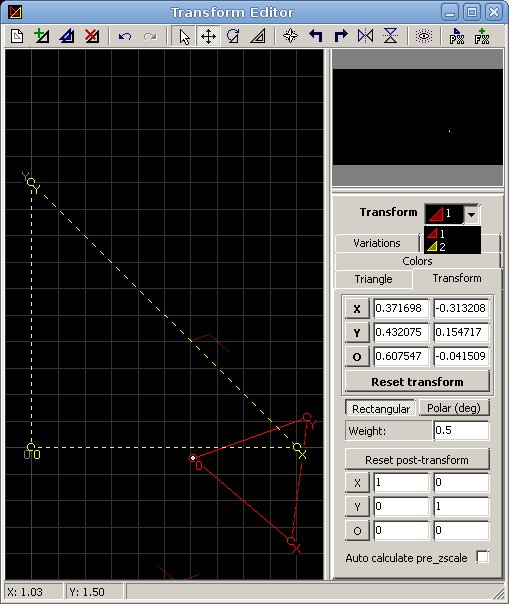 Transform Editor
PX FX
Y
Y
Transform 1
1
2
Variations
Colors
Triangle Transform
X 0.371698 -0.313208
Y 0.432075 0.154717
O 0.607547 -0.041509
Reset transform
Rectangular Polar (deg)
Y
Weight: 0.5
O O X
O
Reset post-transform
X 1 0
Y 0 1
O 0 0
X
Auto calculate pre_zscale
X: 1.03 Y: 1.50